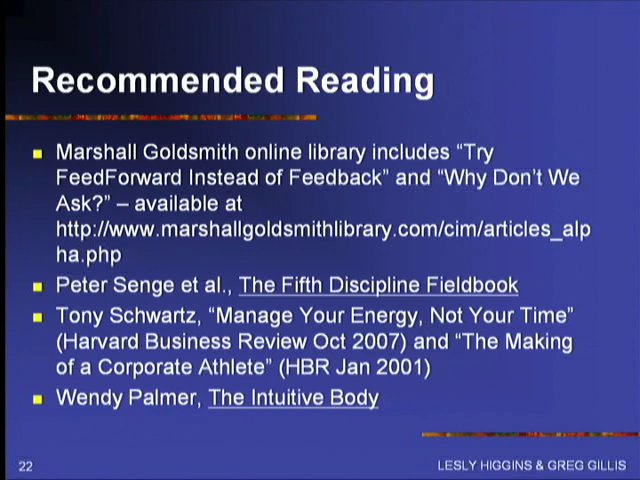 Recommended Reading
Marshall Goldsmith online library includes “Try
FeedForward Instead of Feedback” and “Why Don’t We
Ask?” – available at
http://www.marshallgoldsmithlibrary.com/cim/articles_alp
ha.php
Peter Senge et al., The Fifth Discipline Fieldbook
Tony Schwartz, “Manage Your Energy, Not Your Time”
(Harvard Business Review Oct 2007) and “The Making
of a Corporate Athlete” (HBR Jan 2001)
Wendy Palmer, The Intuitive Body
22
LESLY HIGGINS & GREG GILLIS